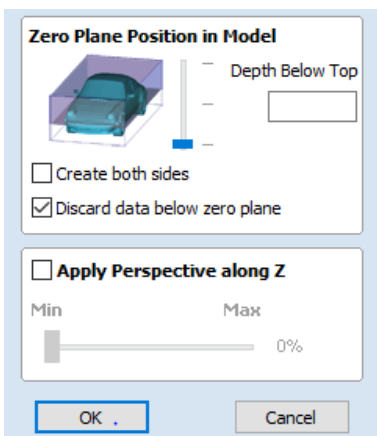 Zero Plane Position in Model
Depth Below Top
Create both sides
Discard data below zero plane
Apply Perspective along Z
Min Max
0%
OK .
Cancel